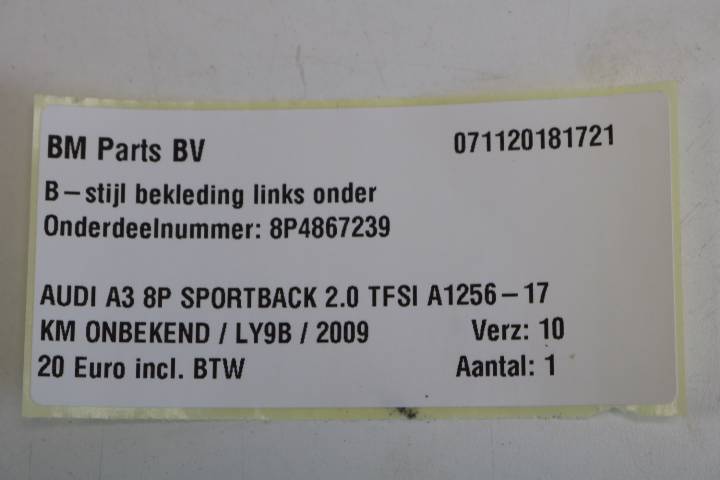 BM Parts BV 071120181721
B-stijl bekleding links onder
Onderdeelnummer: 8P4867239
AUDI A3 8P SPORTBACK 2.0 TFSI A1256-17
KM ONBEKEND / LY9B / 2009 Verz: 10
20 Euro incl. BTW Aantal: 1